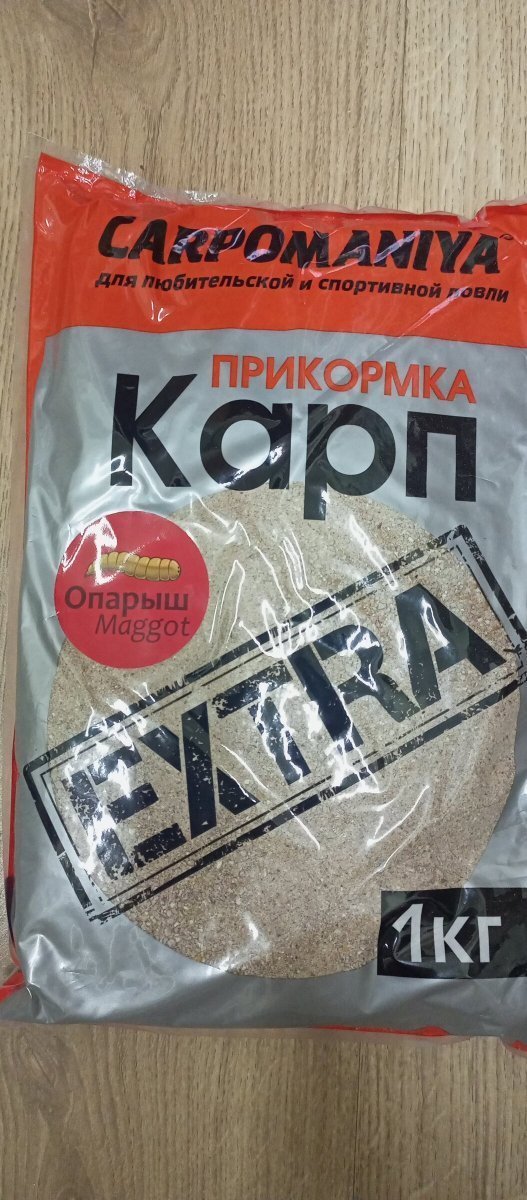 CARPOMANIYA
для любительской и спортивной ловли
ПРИКОРМКА
Карп
Опарыш
Maggot
EXTRA
1кг